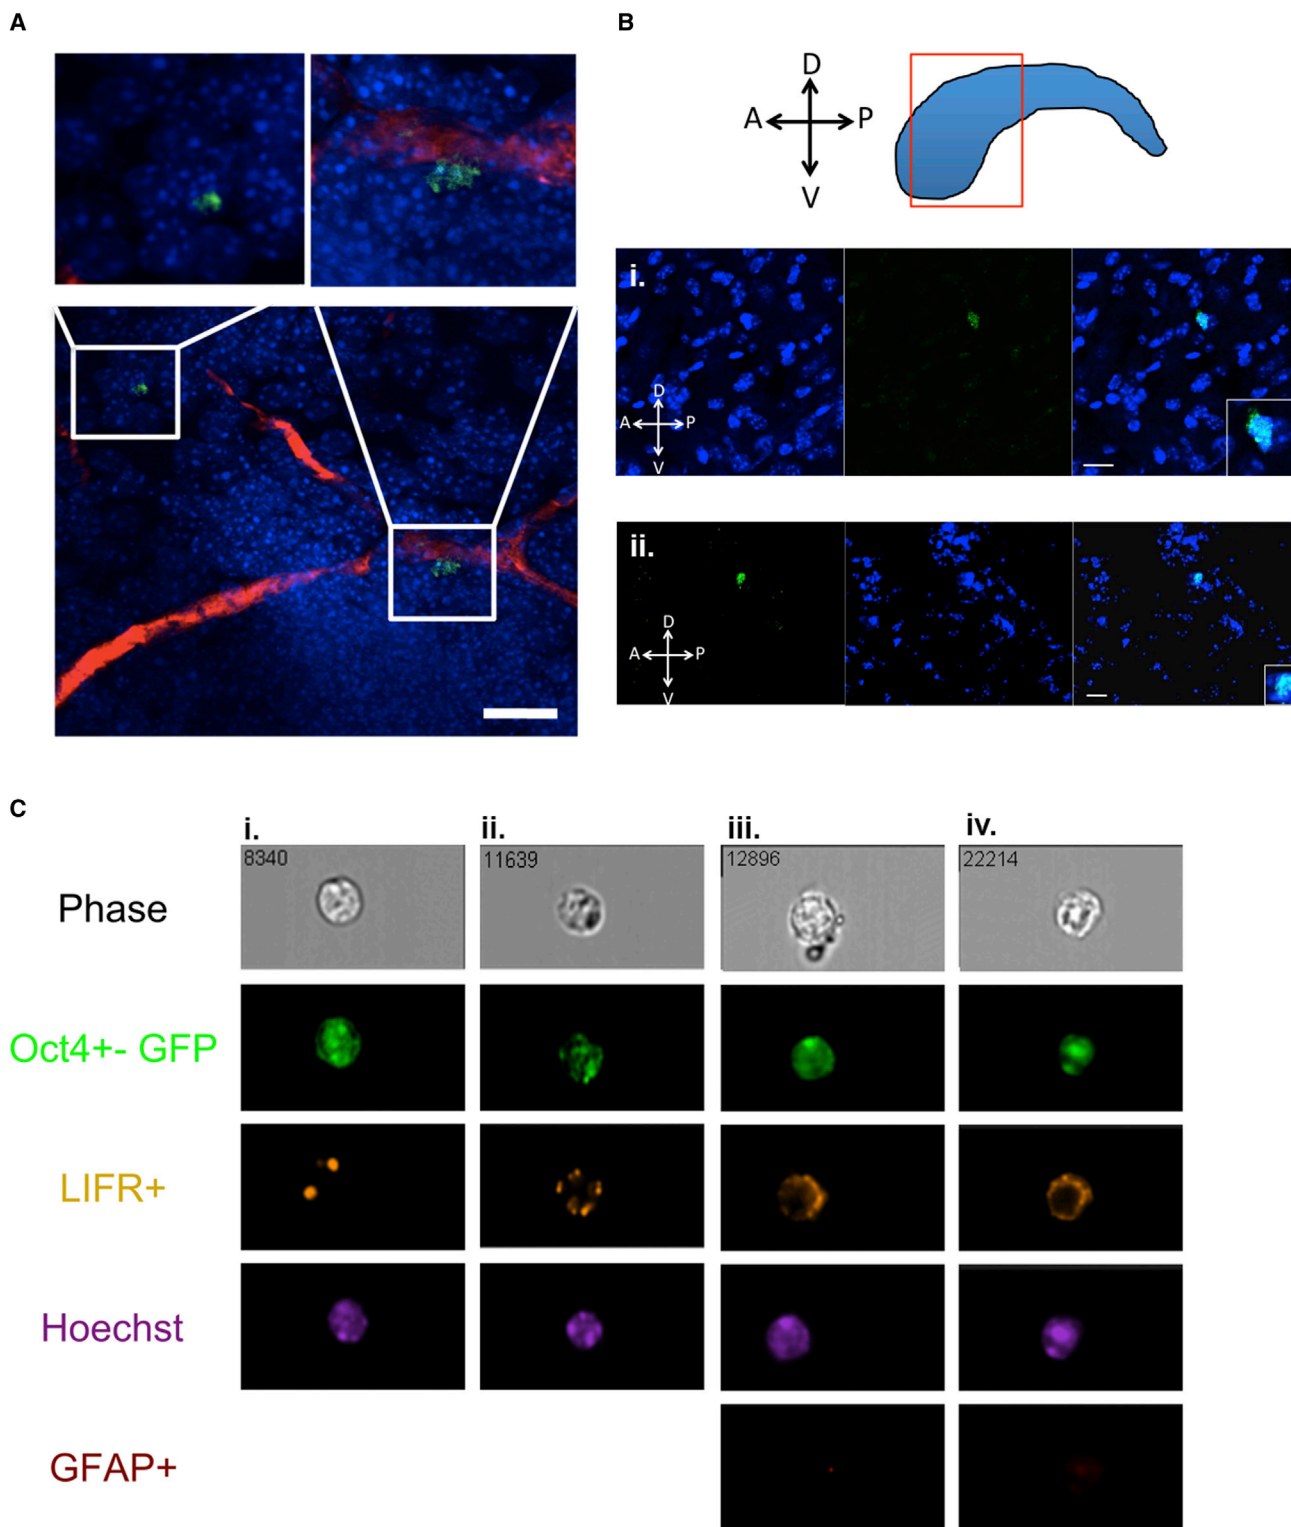 A
B
D
A
P
V
i.
D
A
P
V
ii.
D
A
P
V
C
i.
ii.
iii.
iv.
8340
11639
12896
22214
Phase
Oct4+- GFP
LIFR+
Hoechst
GFAP+